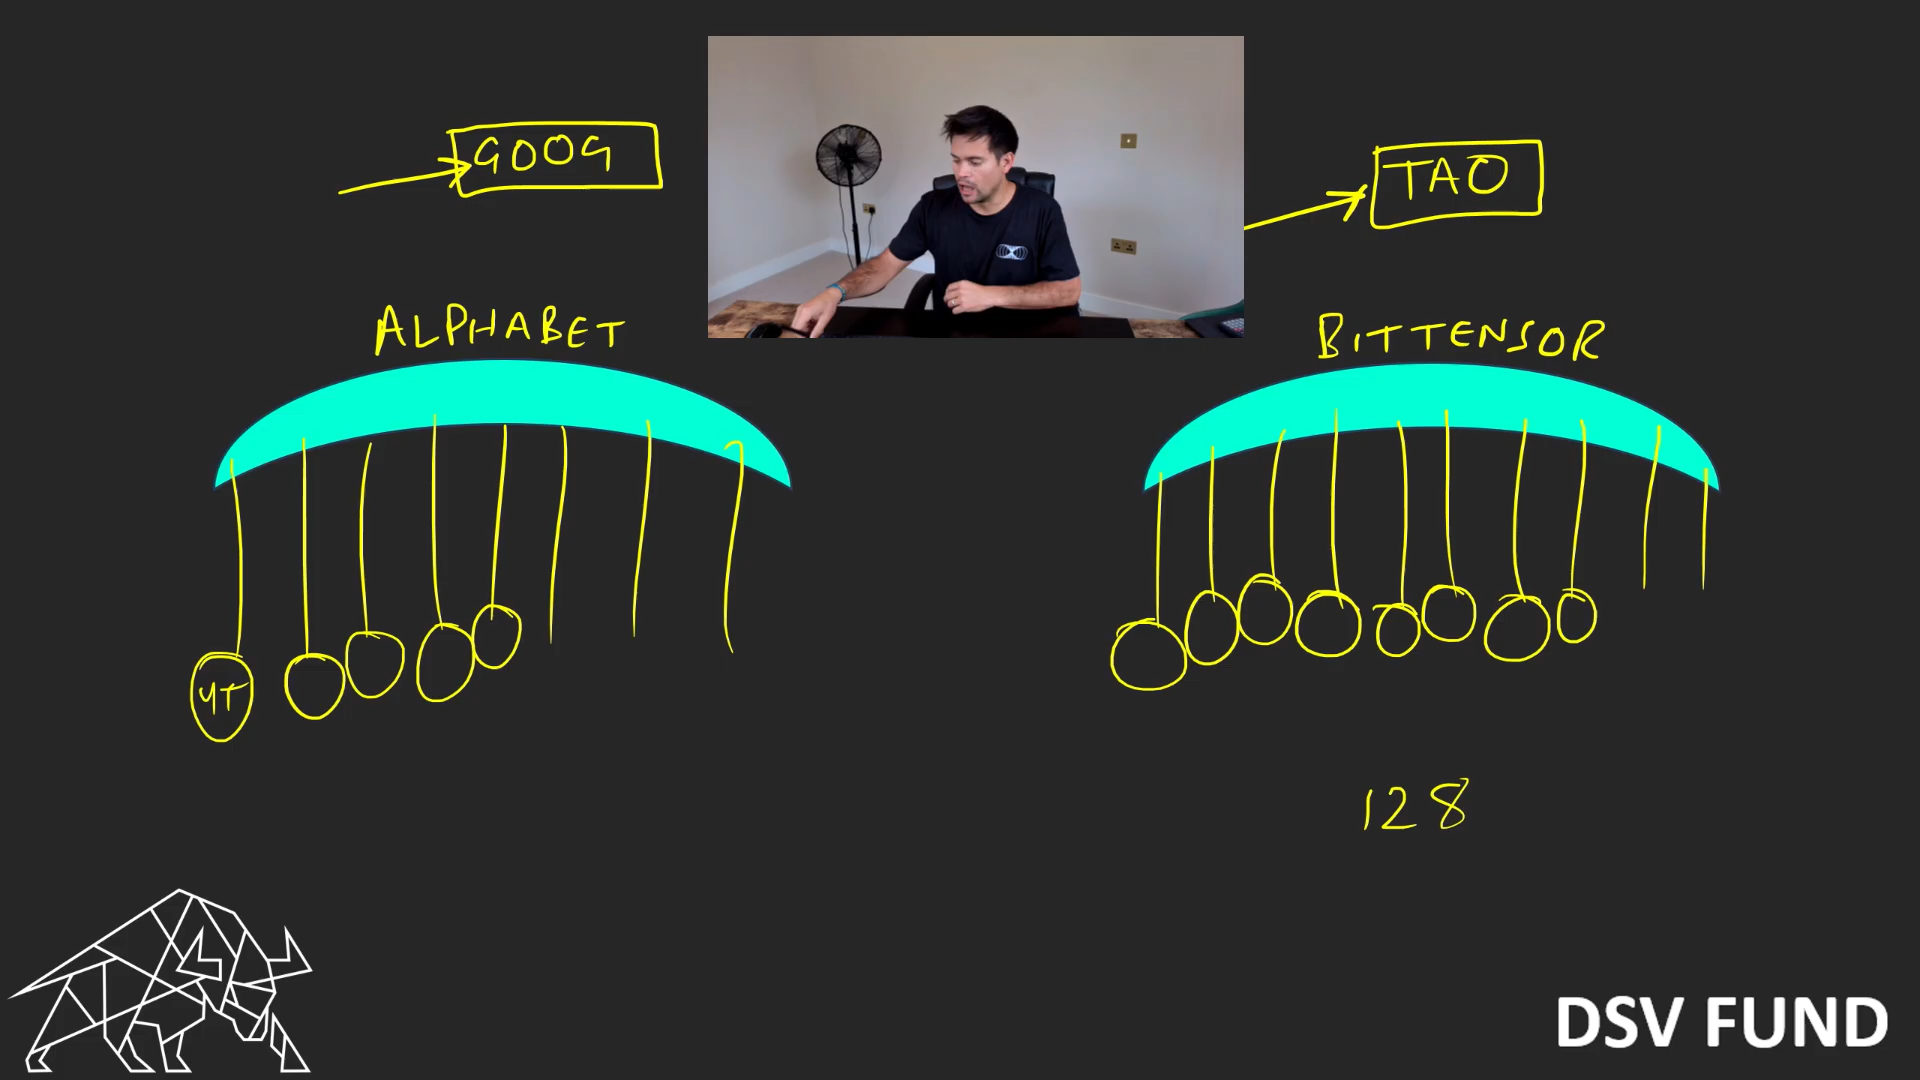 GOOG
TAO
ALPHABET
BITTENSOR
YT
128
DSV FUND